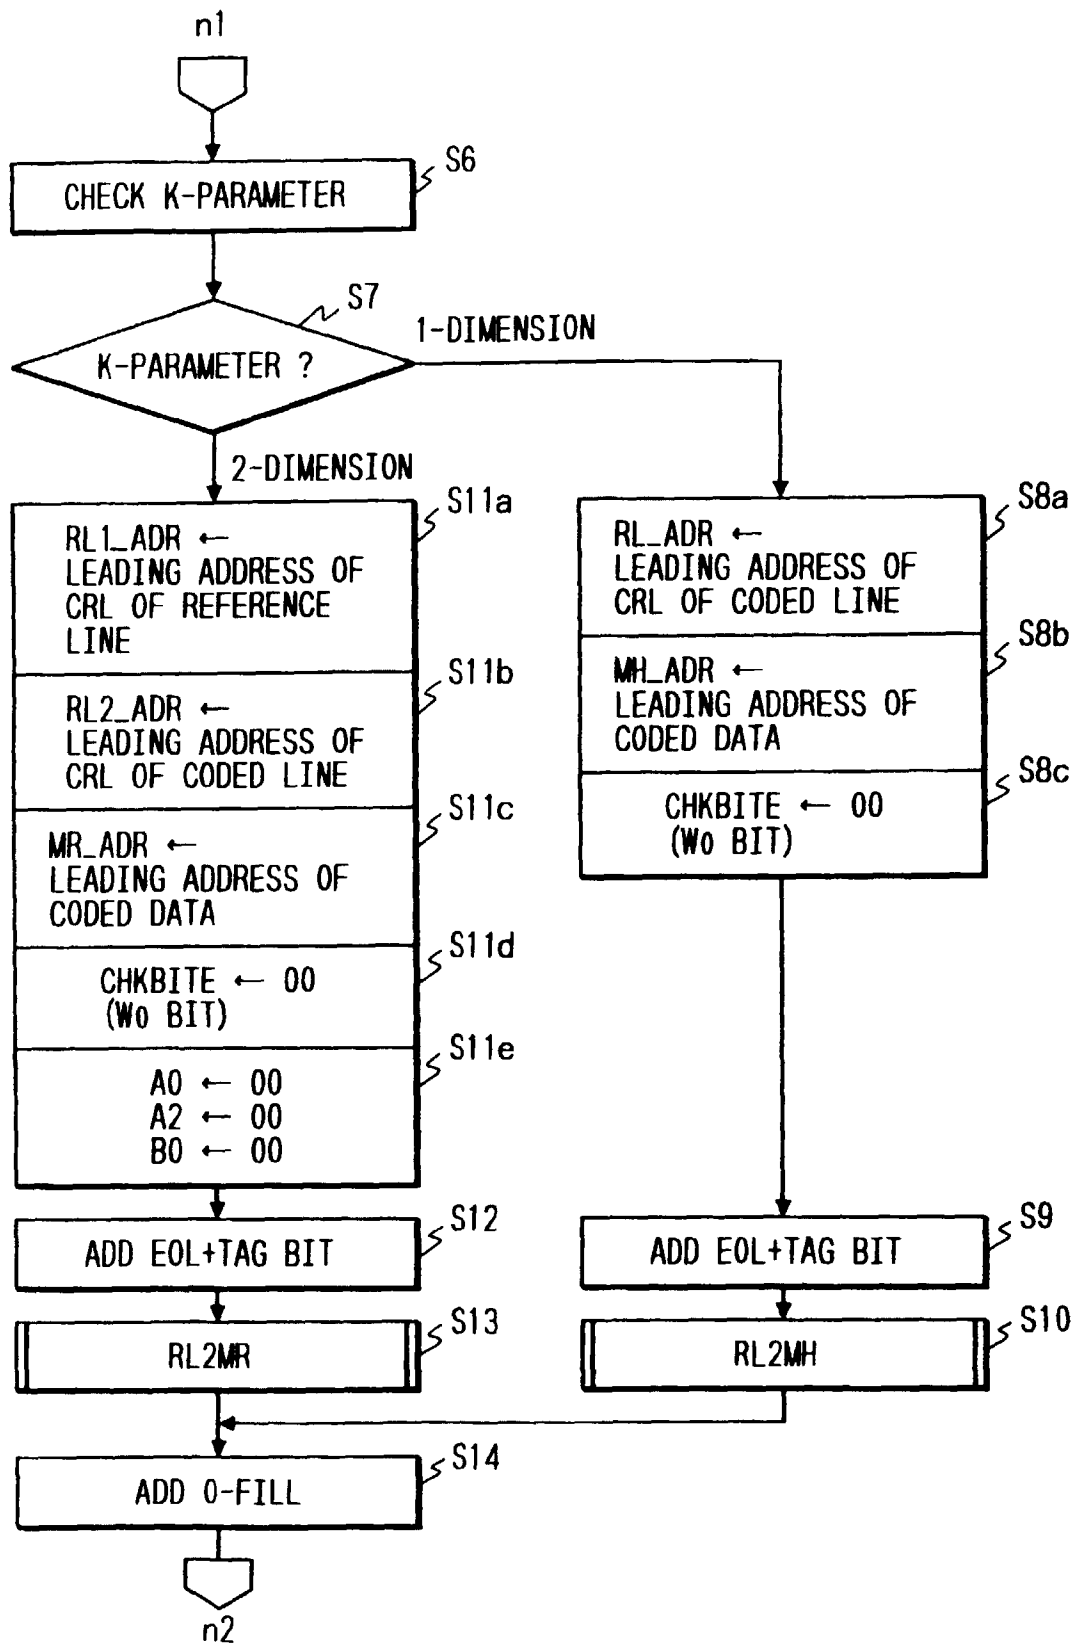 n1
S6
CHECK K-PARAMETER
S7
K-PARAMETER ?
1-DIMENSION
2-DIMENSION
S11a
RL1_ADR ←
LEADING ADDRESS OF
CRL OF REFERENCE
LINE
S11b
RL2_ADR ←
LEADING ADDRESS OF
CRL OF CODED LINE
S11c
MR_ADR ←
LEADING ADDRESS OF
CODED DATA
S11d
CHKBITE ← 00
(W0 BIT)
S11e
A0 ← 00
A2 ← 00
B0 ← 00
S12
ADD EOL+TAG BIT
S13
RL2MR
S8a
RL_ADR ←
LEADING ADDRESS OF
CRL OF CODED LINE
S8b
MH_ADR ←
LEADING ADDRESS OF
CODED DATA
S8c
CHKBITE ← 00
(W0 BIT)
S9
ADD EOL+TAG BIT
S10
RL2MH
S14
ADD 0-FILL
n2